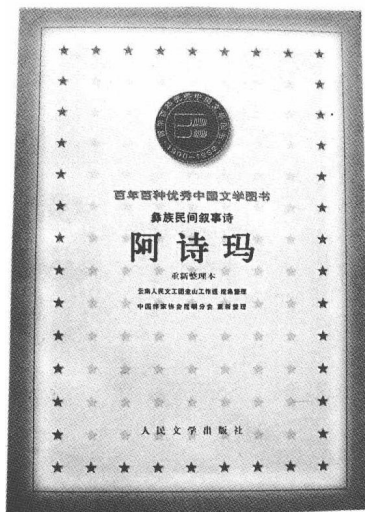 1900-1999
百年百种优秀中国文学图书
彝族民间叙事诗
阿诗玛
重新整理本
云南人民文工团圭山工作组 搜集整理
中国作家协会昆明分会 重新整理
人民文学出版社